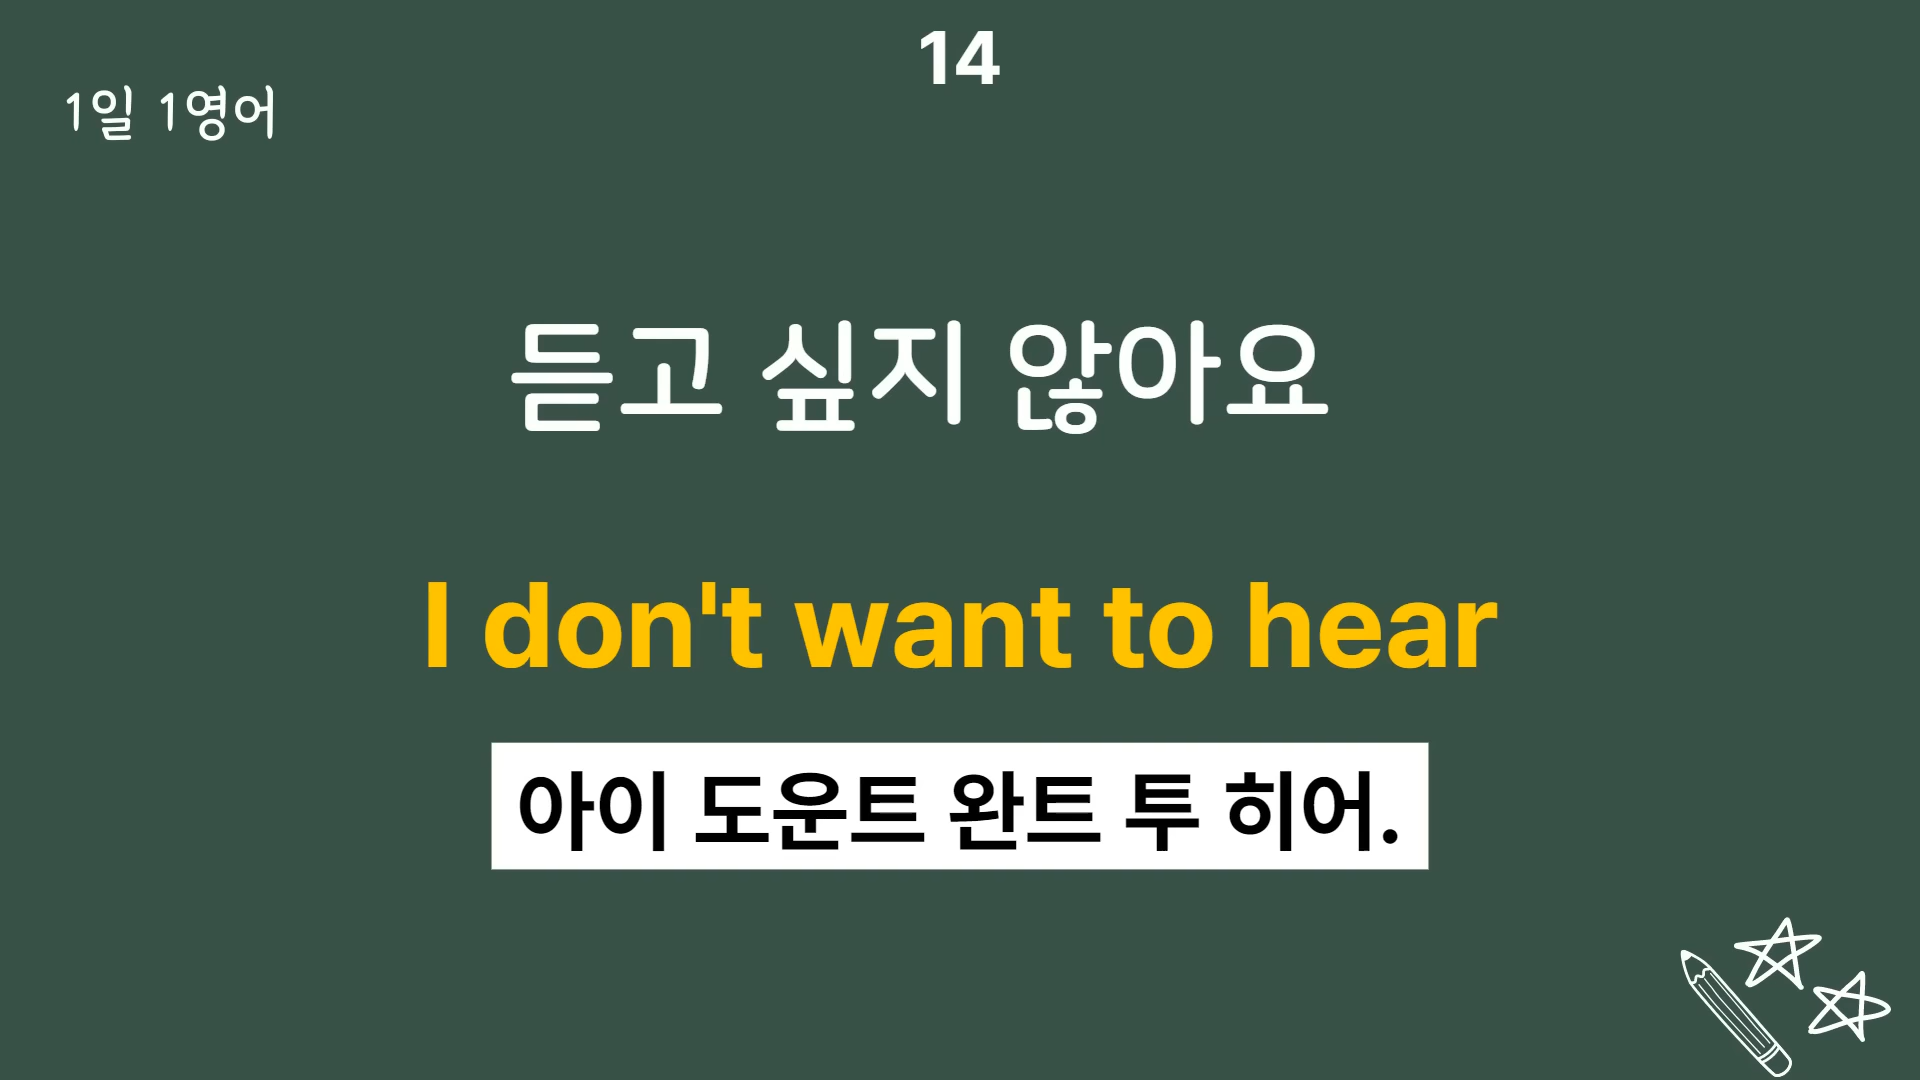 14
1일 1영어
듣고 싶지 않아요
I don't want to hear
아이 도운트 완트 투 히어.